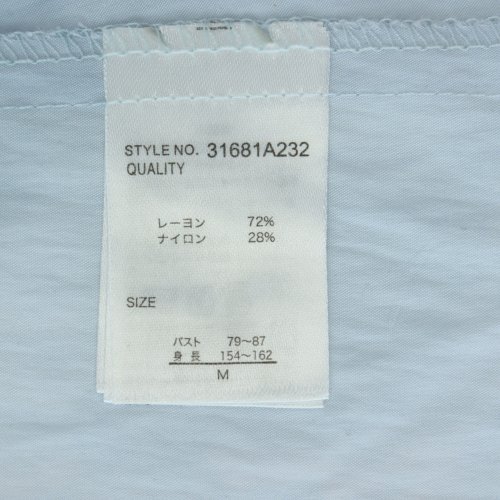 STYLE NO. 31681A232
QUALITY
レーヨン 72%
ナイロン 28%
SIZE
バスト 79～87
身 長 154～162
M